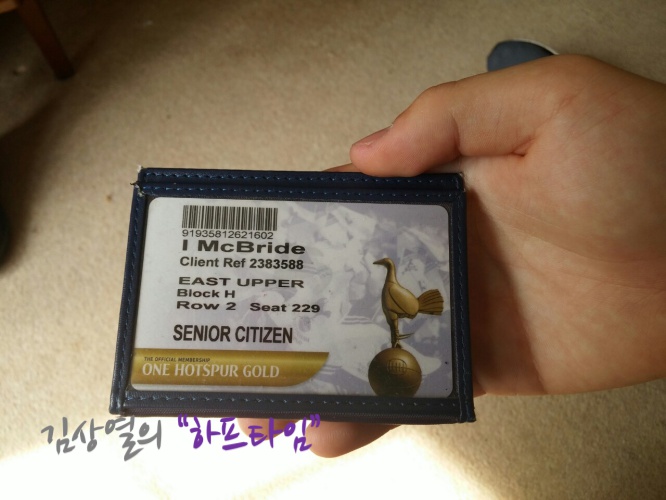 91935812621602
I McBride
Client Ref 2383588
EAST UPPER
Block H
Row 2 Seat 229
SENIOR CITIZEN
THE OFFICIAL MEMBERSHIP
ONE HOTSPUR GOLD
김상열의 "하프타임"